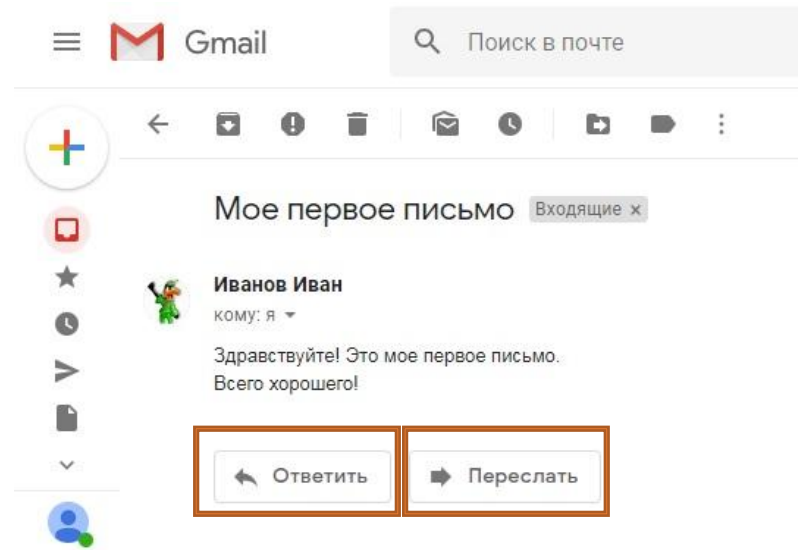 Gmail
Поиск в почте
Мое первое письмо Входящие x
Иванов Иван
кому: я
Здравствуйте! Это мое первое письмо.
Всего хорошего!
Ответить Переслать